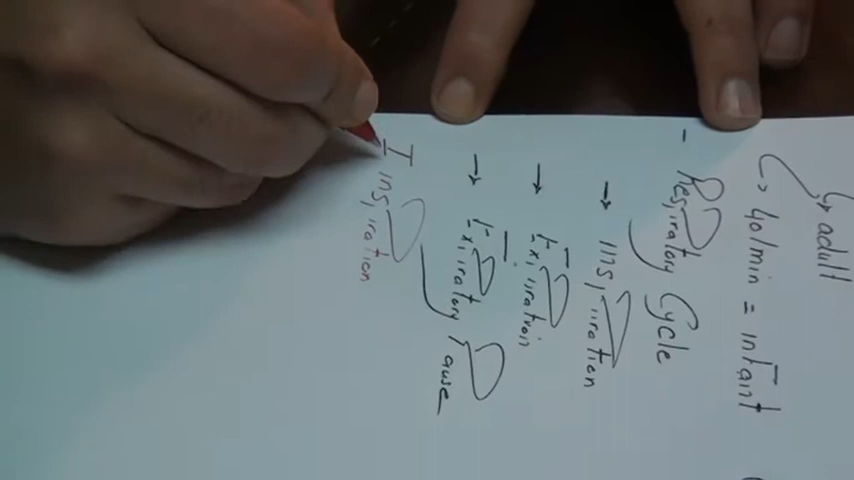 ↳ adult
↳ 40/min = infant
- Respiratory Cycle
→ Inspiration
→ Expiration
→ Expiratory Pause
Inspiration